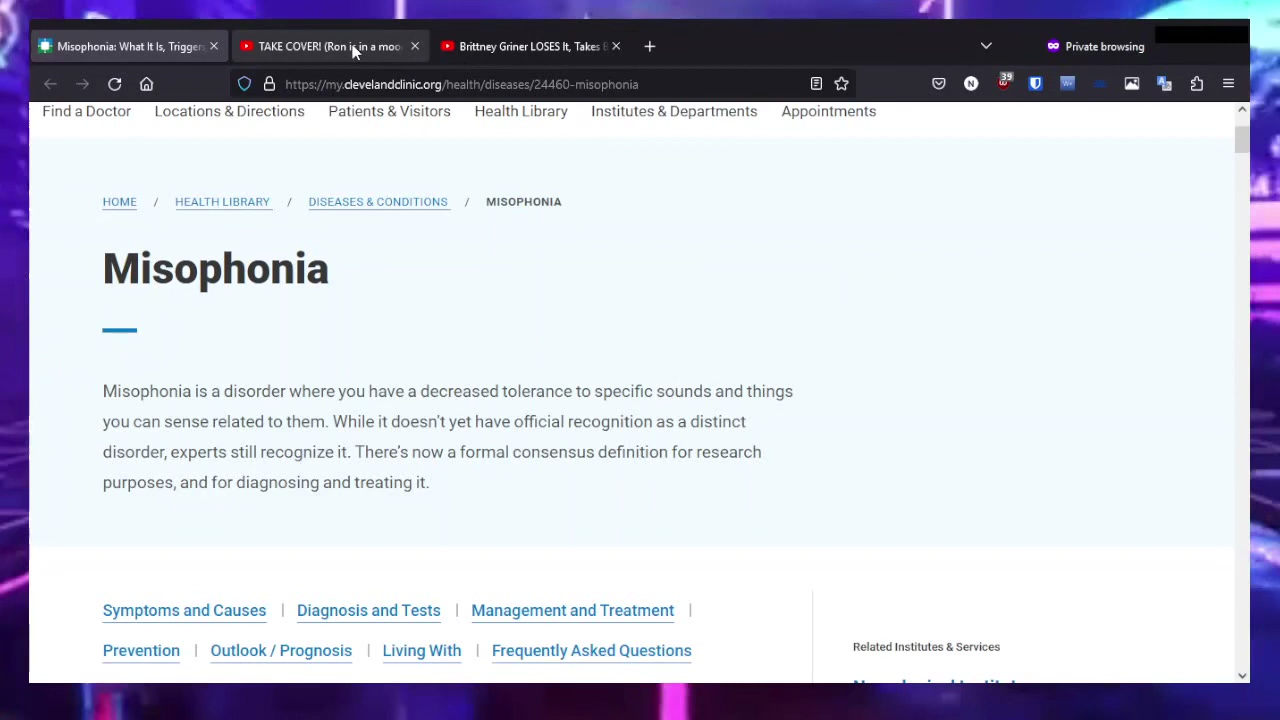 Misophonia: What It Is, Triggers
TAKE COVER! (Ron is in a moo
Brittney Griner LOSES It, Takes B
Private browsing
https://my.clevelandclinic.org/health/diseases/24460-misophonia
N
39
W+
Find a Doctor Locations & Directions Patients & Visitors Health Library Institutes & Departments Appointments
HOME / HEALTH LIBRARY / DISEASES & CONDITIONS / MISOPHONIA
Misophonia
Misophonia is a disorder where you have a decreased tolerance to specific sounds and things
you can sense related to them. While it doesn't yet have official recognition as a distinct
disorder, experts still recognize it. There's now a formal consensus definition for research
purposes, and for diagnosing and treating it.
Symptoms and Causes | Diagnosis and Tests | Management and Treatment |
Prevention | Outlook / Prognosis | Living With | Frequently Asked Questions
Related Institutes & Services